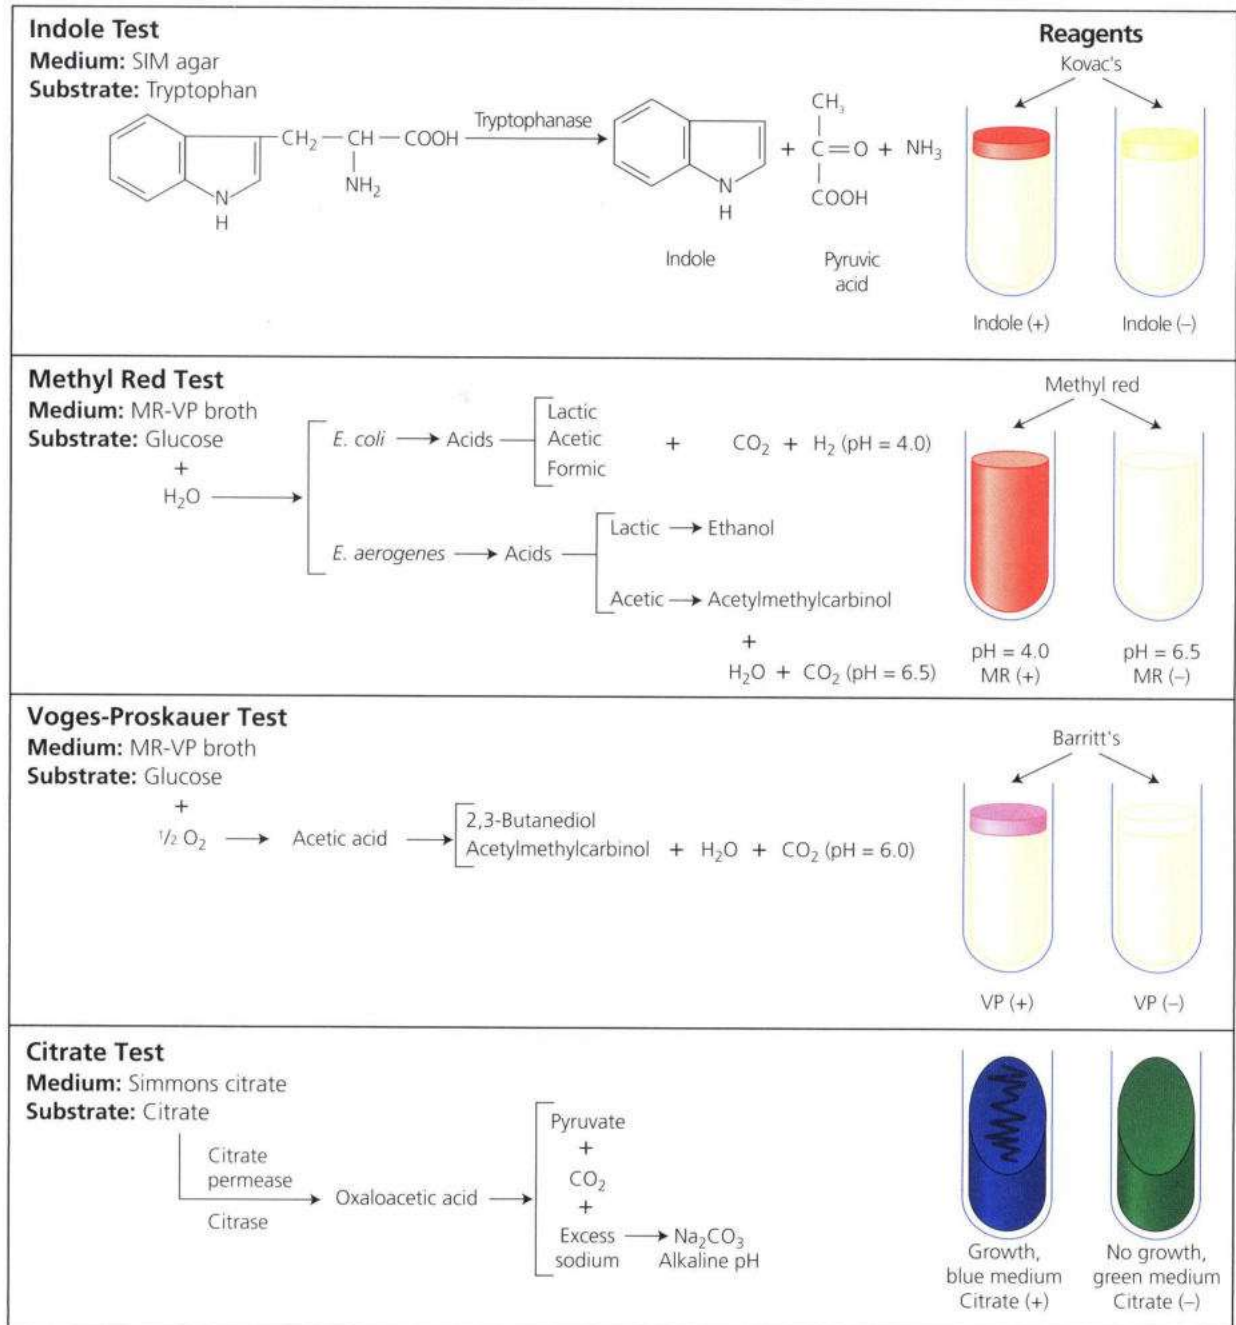 Indole Test
Medium: SIM agar
Substrate: Tryptophan
Reagents
Kovac's
CH₂ — CH — COOH
NH₂
N
H
Tryptophanase
N
H
Indole
+
CH₃
C=O
COOH
Pyruvic
acid
+ NH₃
Indole (+)
Indole (–)
Methyl Red Test
Medium: MR-VP broth
Substrate: Glucose
+
H₂O
E. coli → Acids
Lactic
Acetic
Formic
+ CO₂ + H₂ (pH = 4.0)
E. aerogenes → Acids
Lactic → Ethanol
Acetic → Acetylmethylcarbinol
+
H₂O + CO₂ (pH = 6.5)
Methyl red
pH = 4.0
MR (+)
pH = 6.5
MR (–)
Voges-Proskauer Test
Medium: MR-VP broth
Substrate: Glucose
+
½ O₂ → Acetic acid →
2,3-Butanediol
Acetylmethylcarbinol + H₂O + CO₂ (pH = 6.0)
Barritt's
VP (+)
VP (–)
Citrate Test
Medium: Simmons citrate
Substrate: Citrate
Citrate
permease
Citrase
Oxaloacetic acid →
Pyruvate
+
CO₂
+
Excess
sodium
→ Na₂CO₃
Alkaline pH
Growth,
blue medium
Citrate (+)
No growth,
green medium
Citrate (–)